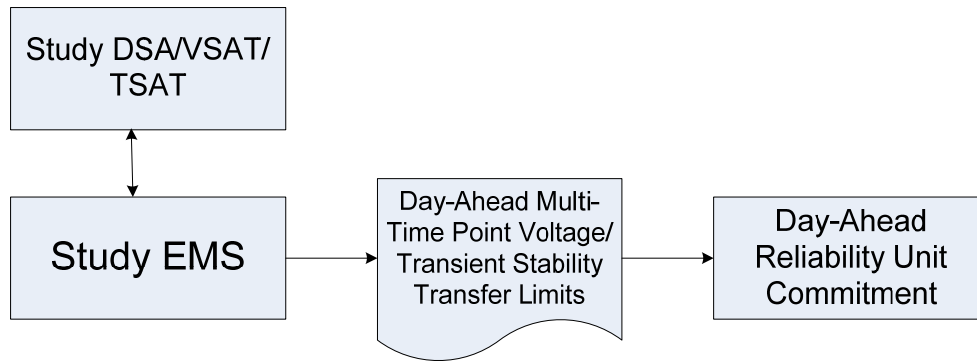 Study DSA/VSAT/
TSAT
Study EMS
Day-Ahead Multi-
Time Point Voltage/
Transient Stability
Transfer Limits
Day-Ahead
Reliability Unit
Commitment